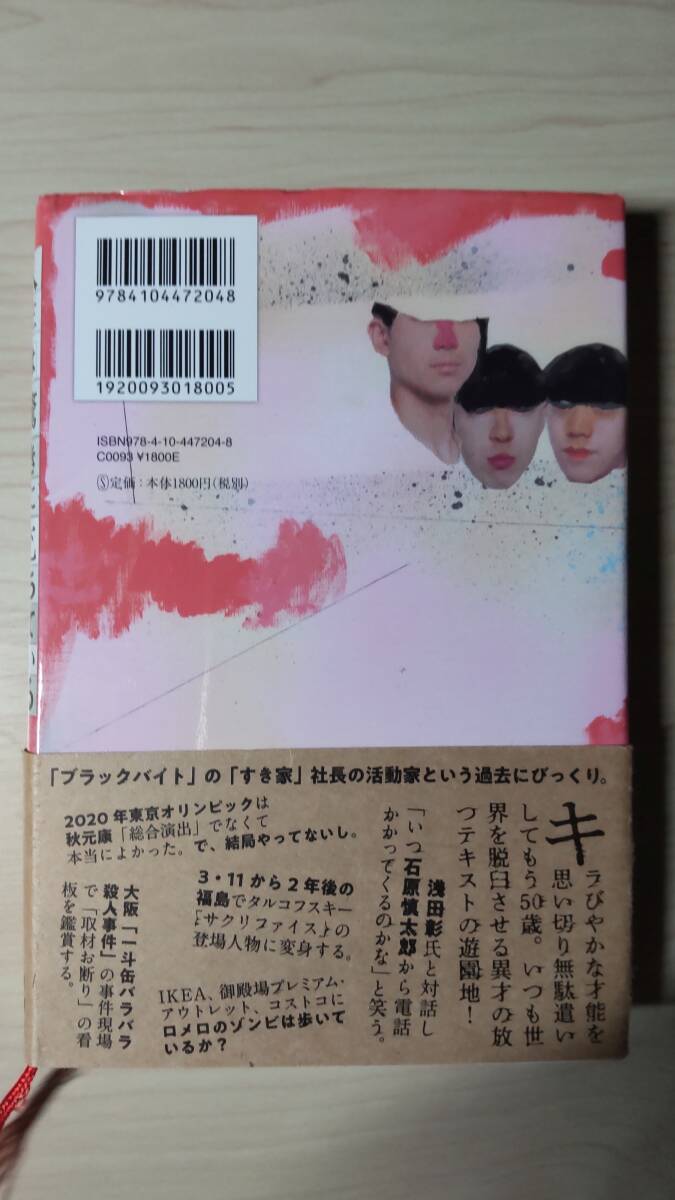 9784104472048
1920093018005
ISBN978-4-10-447204-8
C0093 ¥1800E
Ⓢ定価：本体1800円（税別）
「ブラックバイト」の「すき家」社長の活動家という過去にびっくり。
キラびやかな才能を
思い切り無駄遣い
してもう50歳。いつも世
界を脱臼させる異才の放
つテキストの遊園地！
浅田彰氏と対話し
「いつ石原慎太郎から電話
かかってくるのかな」と笑う。
2020年東京オリンピックは
秋元康「総合演出」でなくて
本当によかった。で、結局やってないし。
3・11から2年後の
福島でタルコフスキー
『サクリファイス』の
登場人物に変身する。
IKEA、御殿場プレミアム・
アウトレット、コストコに
ロメロのゾンビは歩いて
いるか？
大阪「一斗缶バラバラ
殺人事件」の事件現場
で「取材お断り」の看
板を鑑賞する。